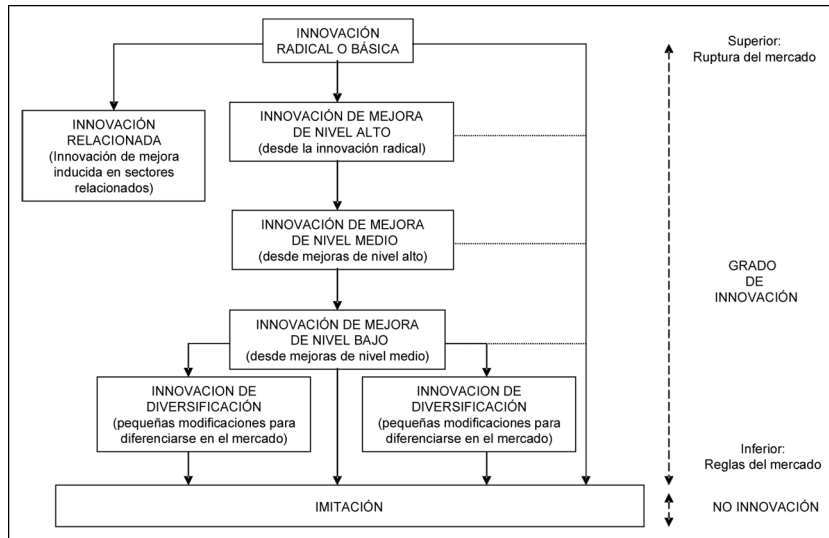 INNOVACIÓN
RADICAL O BÁSICA
Superior:
Ruptura del mercado
INNOVACIÓN
RELACIONADA
(Innovación de mejora
inducida en sectores
relacionados)
INNOVACIÓN DE MEJORA
DE NIVEL ALTO
(desde la innovación radical)
INNOVACIÓN DE MEJORA
DE NIVEL MEDIO
(desde mejoras de nivel alto)
GRADO
DE
INNOVACIÓN
INNOVACIÓN DE MEJORA
DE NIVEL BAJO
(desde mejoras de nivel medio)
INNOVACION DE
DIVERSIFICACIÓN
(pequeñas modificaciones para
diferenciarse en el mercado)
INNOVACION DE
DIVERSIFICACIÓN
(pequeñas modificaciones para
diferenciarse en el mercado)
Inferior:
Reglas del mercado
IMITACIÓN
NO INNOVACIÓN